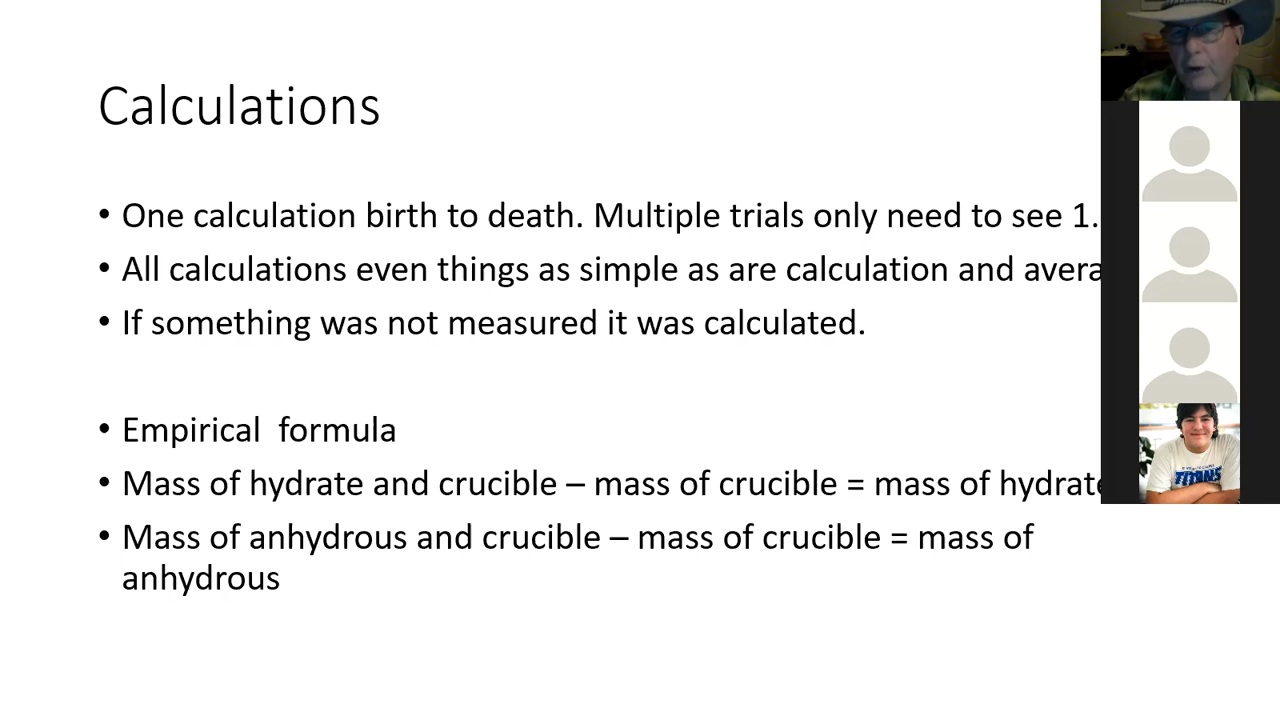 Calculations
• One calculation birth to death. Multiple trials only need to see 1.
• All calculations even things as simple as are calculation and
• If something was not measured it was calculated.
• Empirical formula
• Mass of hydrate and crucible – mass of crucible = mass of hydrate
• Mass of anhydrous and crucible – mass of crucible = mass of
anhydrous
TITANS